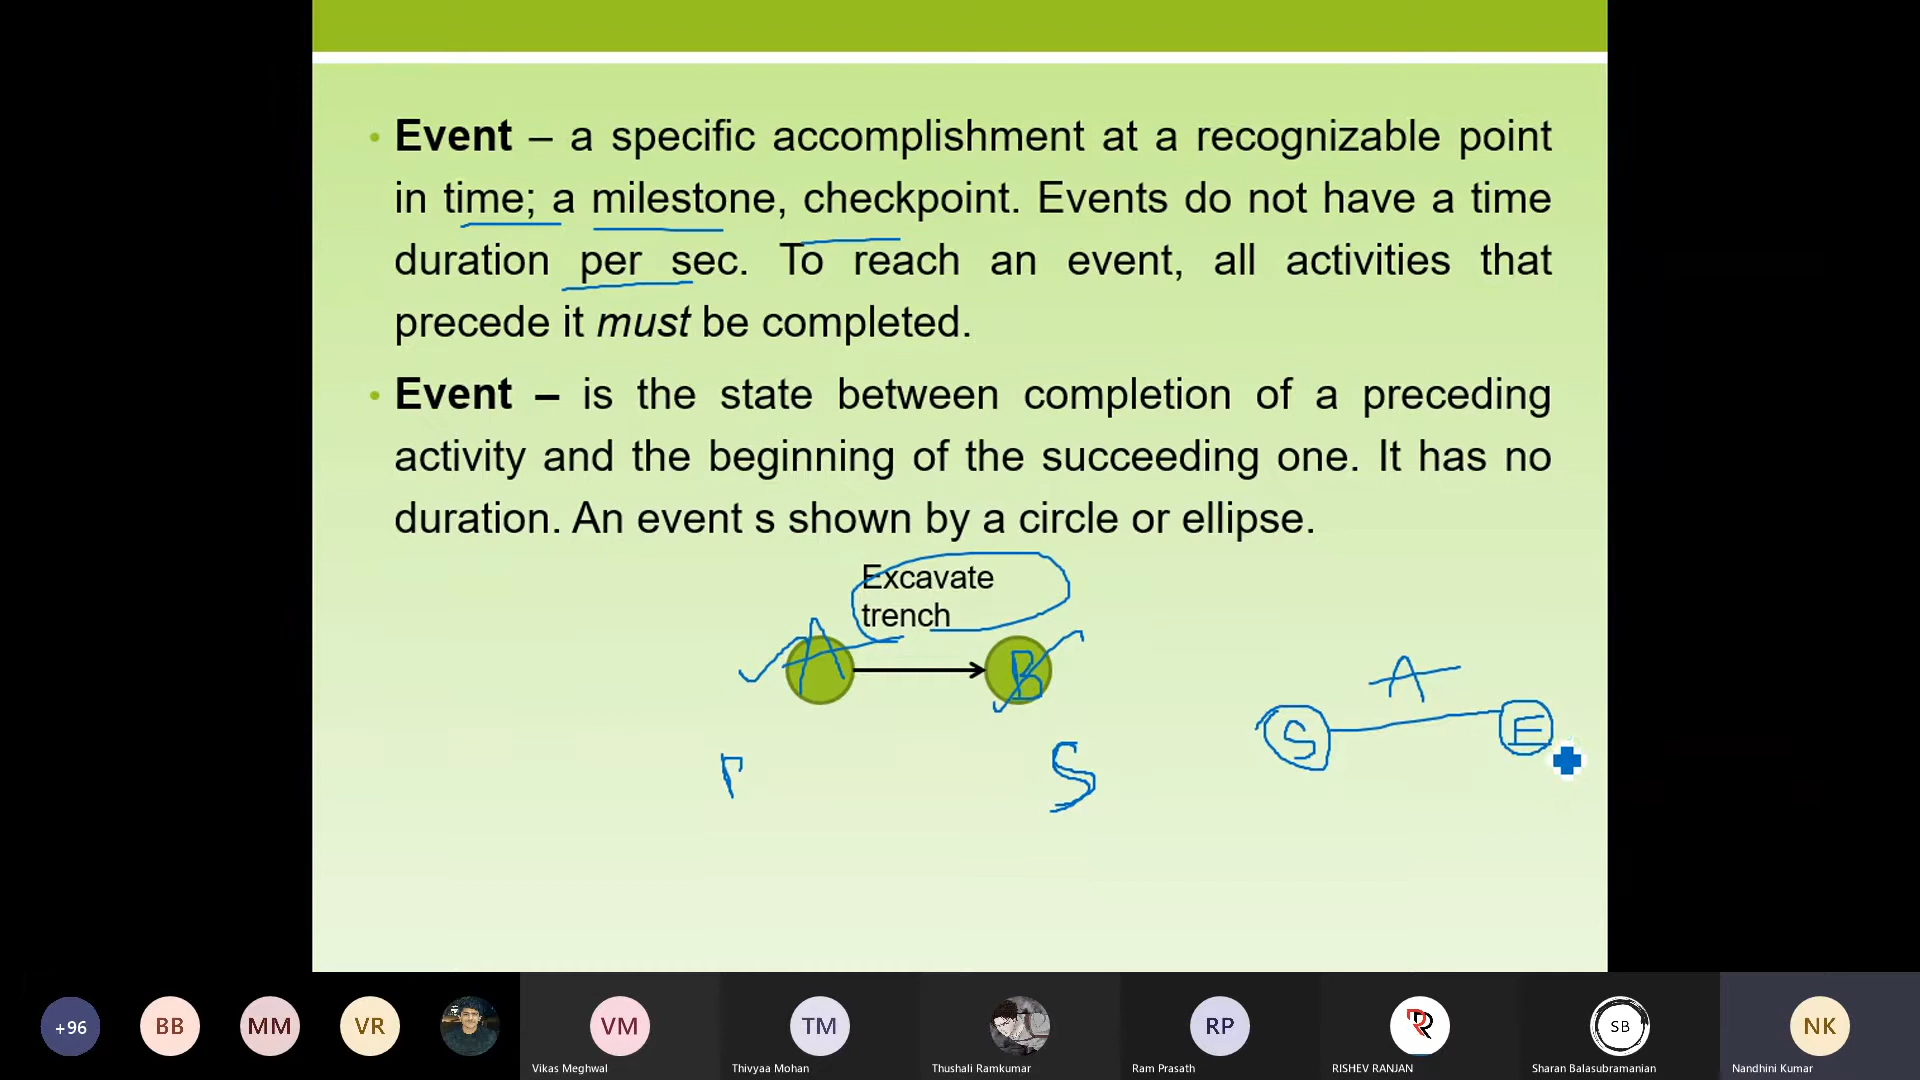 • Event – a specific accomplishment at a recognizable point
in time; a milestone, checkpoint. Events do not have a time
duration per sec. To reach an event, all activities that
precede it must be completed.
• Event – is the state between completion of a preceding
activity and the beginning of the succeeding one. It has no
duration. An event s shown by a circle or ellipse.
Excavate
trench
A B
A
S E
S
+96 BB MM VR VM TM RP R SB NK
Vikas Meghwal Thivyaa Mohan Thushali Ramkumar Ram Prasath RISHEV RANJAN Sharan Balasubramanian Nandhini Kumar